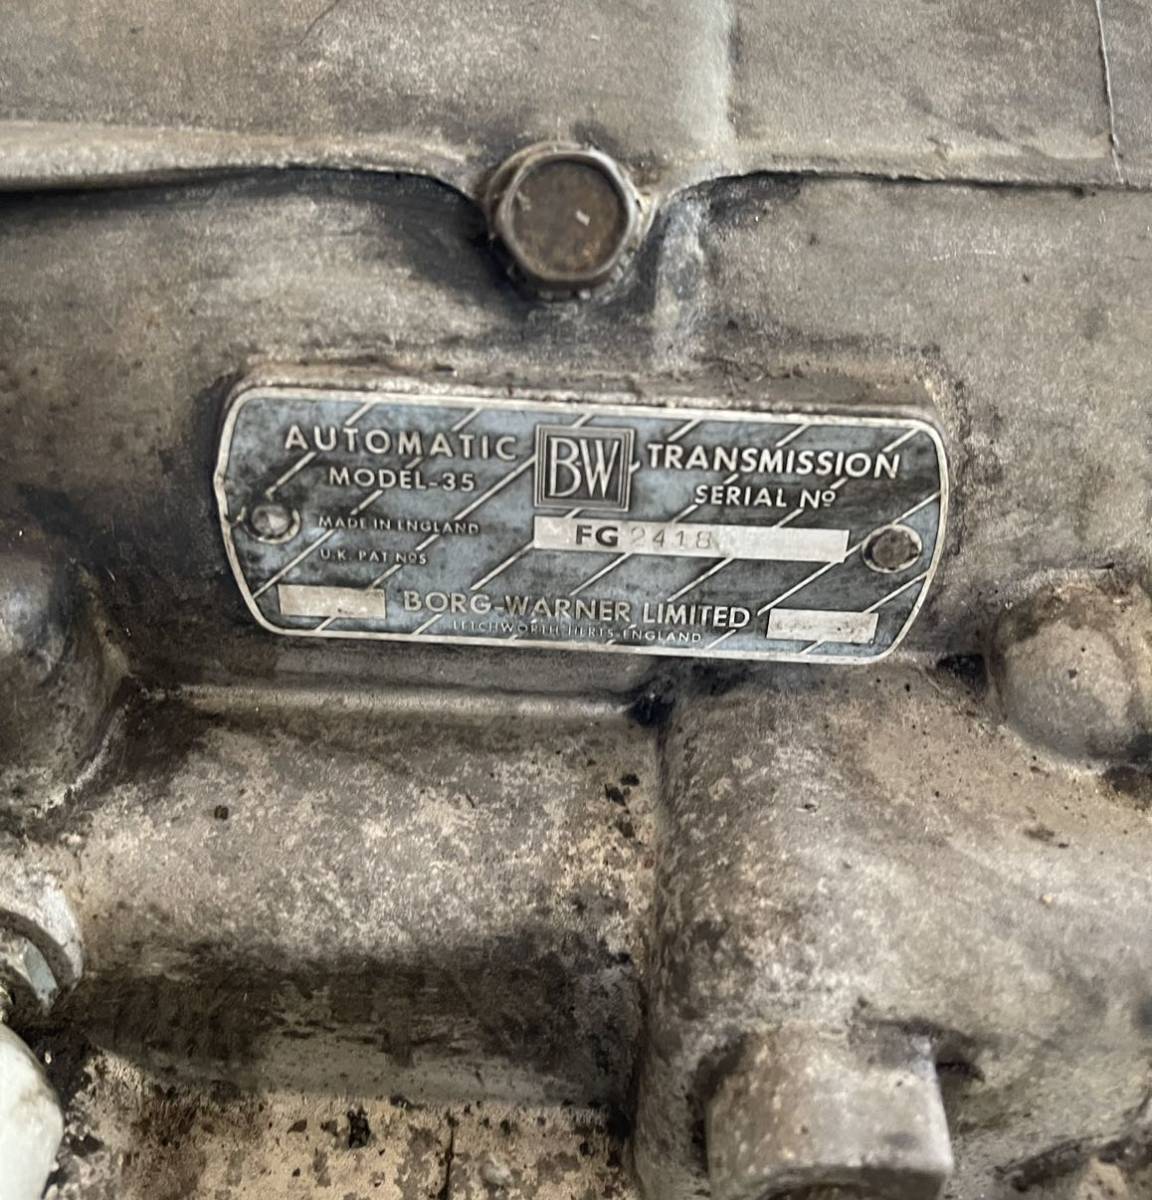 AUTOMATIC BW TRANSMISSION
MODEL-35 SERIAL Nº
MADE IN ENGLAND FG 2418
U.K. PAT NOS
BORG-WARNER LIMITED
LETCHWORTH HERTS ENGLAND